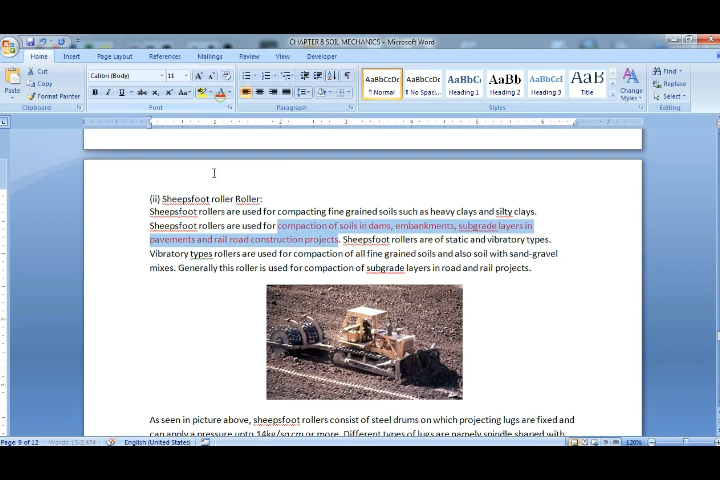 CHAPTER 8 SOIL MECHANICS - Microsoft Word
Home Insert Page Layout References Mailings Review View Developer
Cut
Copy
Format Painter
Paste
Clipboard
Calibri (Body) 11
Font
Paragraph
AaBbCcDc AaBbCcDc AaBbC AaBb AaBbCcI AaB
¶ Normal ¶ No Spaci... Heading 1 Heading 2 Heading 3 Title
Change Styles
Styles
Find
Replace
Select
Editing
(ii) Sheepsfoot roller Roller:
Sheepsfoot rollers are used for compacting fine grained soils such as heavy clays and silty clays.
Sheepsfoot rollers are used for compaction of soils in dams, embankments, subgrade layers in
pavements and rail road construction projects. Sheepsfoot rollers are of static and vibratory types.
Vibratory types rollers are used for compaction of all fine grained soils and also soil with sand-gravel
mixes. Generally this roller is used for compaction of subgrade layers in road and rail projects.
As seen in picture above, sheepsfoot rollers consist of steel drums on which projecting lugs are fixed and
can apply a pressure upto 14kg/sq cm or more. Different types of lugs are namely spindle shaped with
Page: 9 of 12 Words: 15/2,474 English (United States) 120%